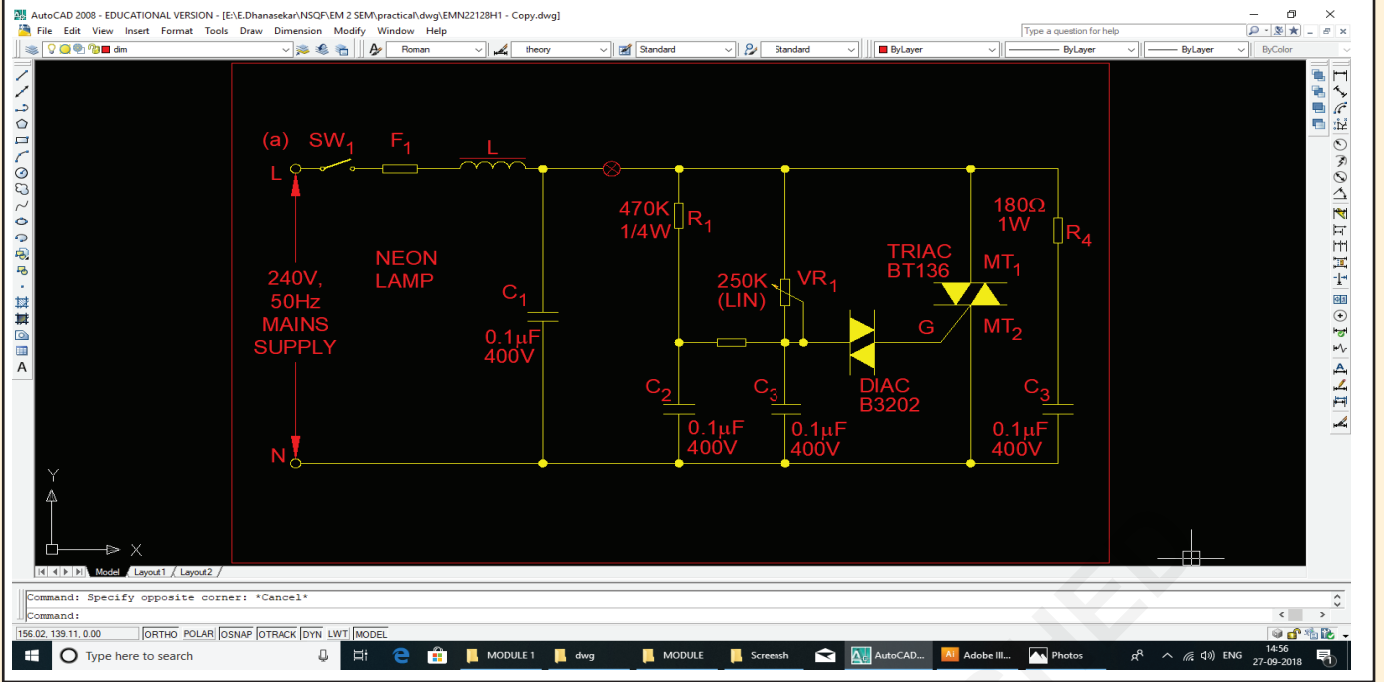 AutoCAD 2008 - EDUCATIONAL VERSION - [E:\E.Dhanasekar\NSQF\EM 2 SEM\practical\dwg\EMN22128H1 - Copy.dwg]
File Edit View Insert Format Tools Draw Dimension Modify Window Help
Type a question for help
dim
Roman
theory
Standard
Standard
ByLayer
ByLayer
ByLayer
ByColor
(a) SW1 F1 L
L
470K
1/4W
R1
180Ω
1W
R4
NEON
LAMP
TRIAC
BT136
MT1
240V,
50Hz
MAINS
SUPPLY
C1
250K
(LIN)
VR1
0.1µF
400V
G
MT2
C2
C3
DIAC
B3202
C3
0.1µF
400V
0.1µF
400V
0.1µF
400V
N
Y
X
A
Model Layout1 Layout2
Command: Specify opposite corner: *Cancel*
Command:
156.02, 139.11, 0.00 ORTHO POLAR OSNAP OTRACK DYN LWT MODEL
Type here to search
MODULE 1
dwg
MODULE
Screensh
AutoCAD...
Adobe Ill...
Photos
ENG
14:56
27-09-2018